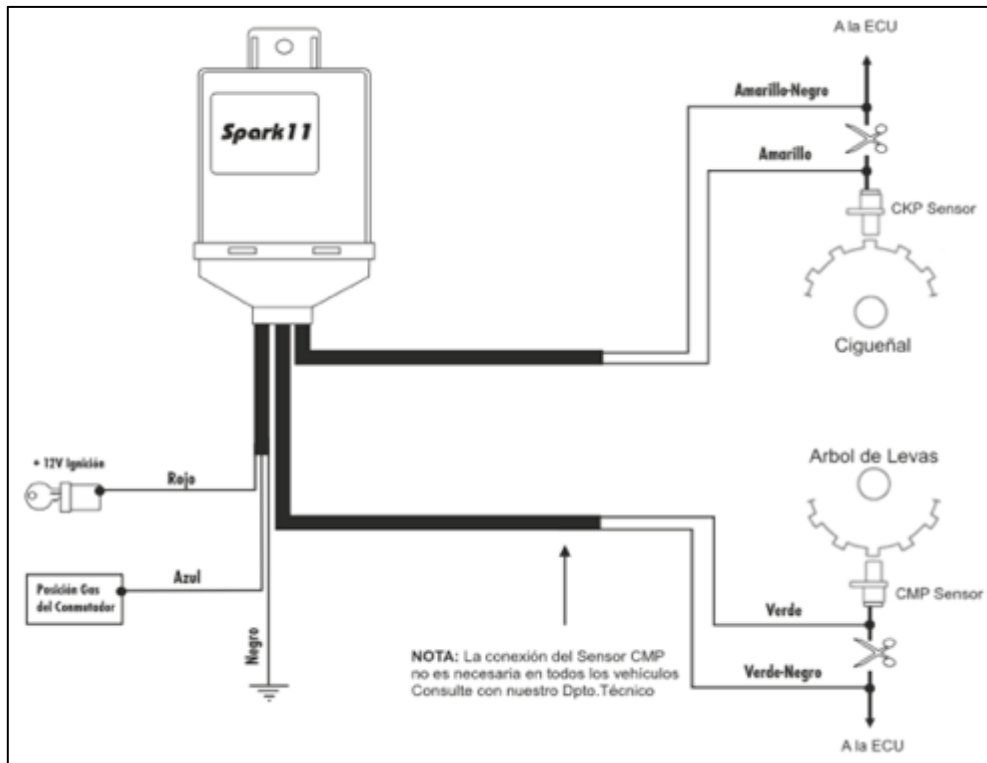 A la ECU
Amarillo-Negro
Spark11
Amarillo
CKP Sensor
Cigueñal
+ 12V Ignición
Rojo
Arbol de Levas
Azul
Posición Gas
del Conmutador
CMP Sensor
Verde
Negro
NOTA: La conexión del Sensor CMP
no es necesaria en todos los vehículos
Consulte con nuestro Dpto.Técnico
Verde-Negro
A la ECU